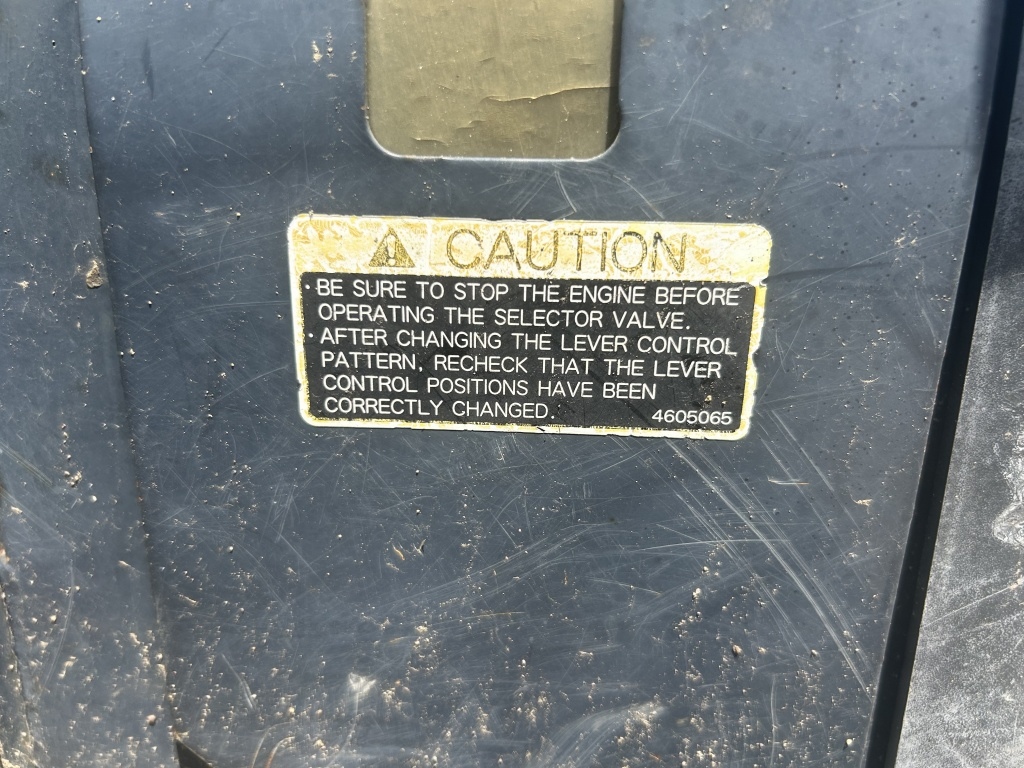 CAUTION
· BE SURE TO STOP THE ENGINE BEFORE
OPERATING THE SELECTOR VALVE.
· AFTER CHANGING THE LEVER CONTROL
PATTERN, RECHECK THAT THE LEVER
CONTROL POSITIONS HAVE BEEN
CORRECTLY CHANGED. 4605065